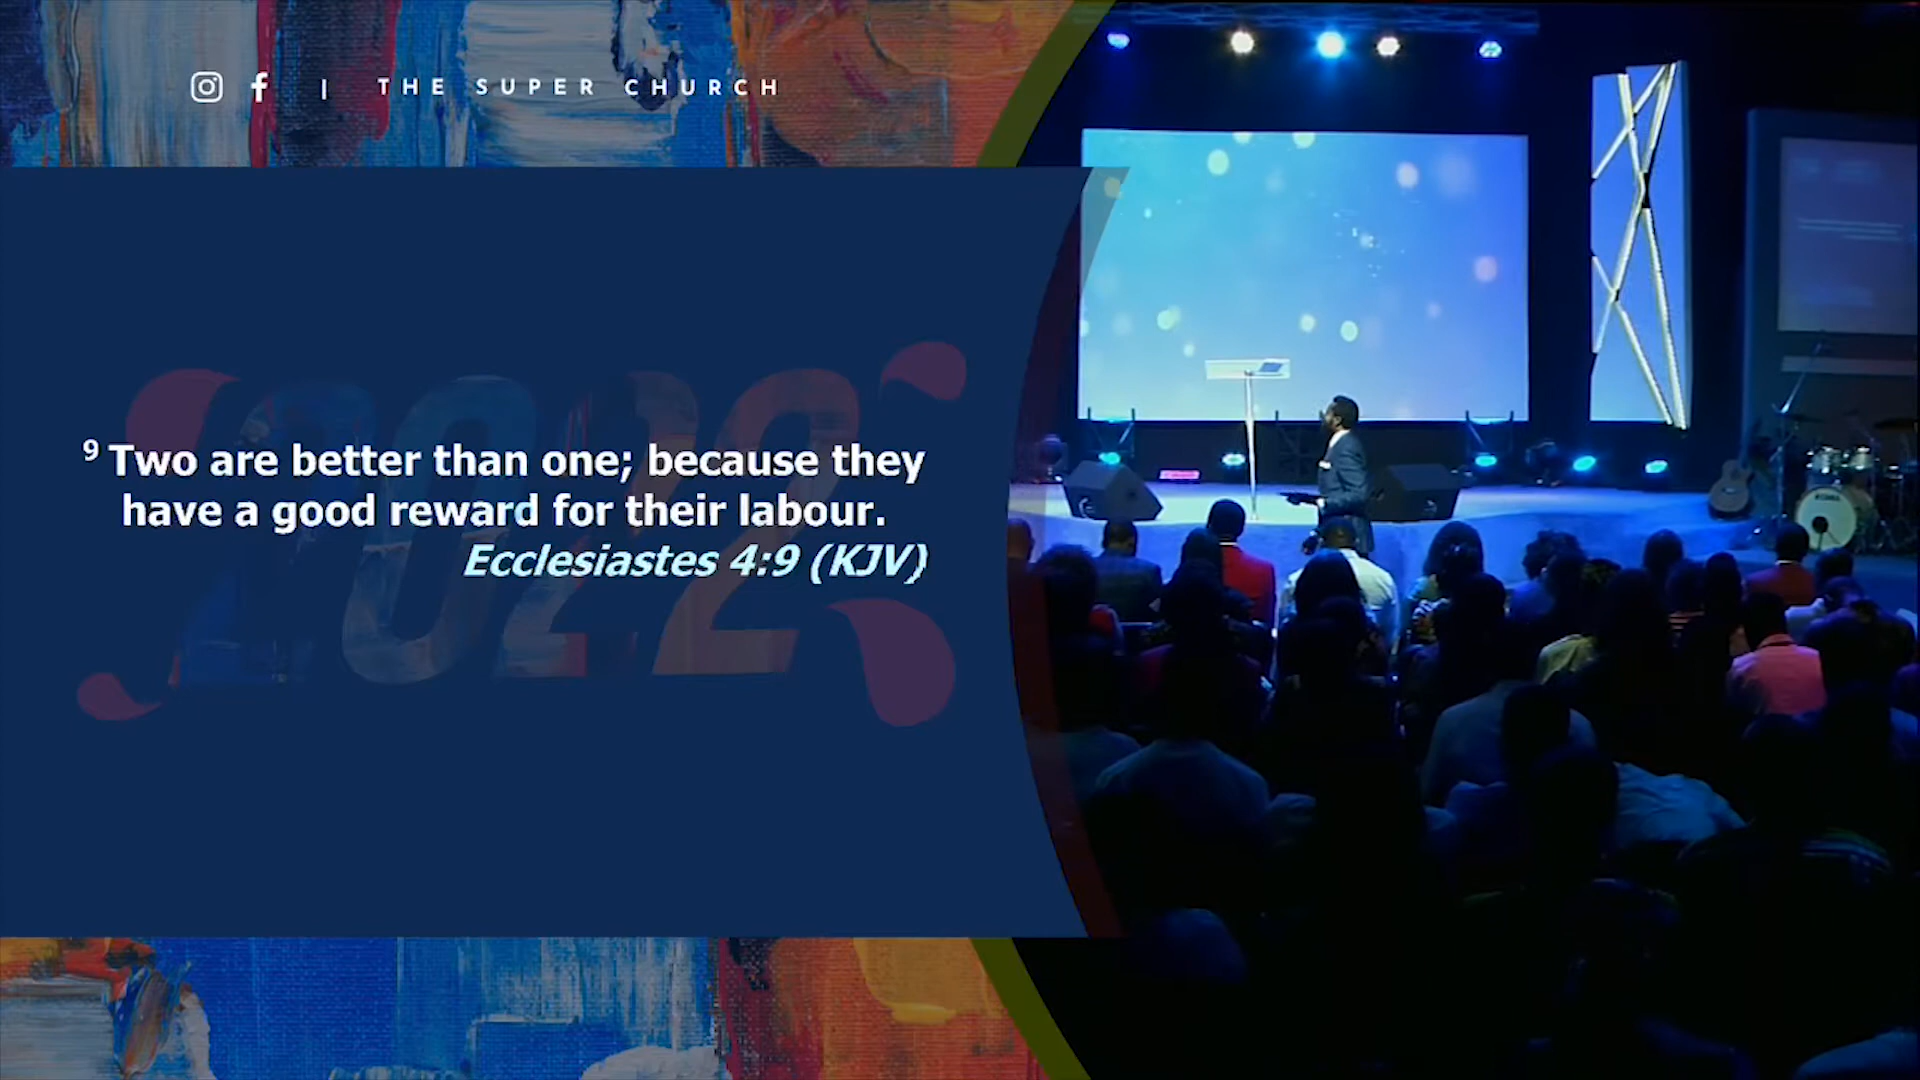 | THE SUPER CHURCH
9 Two are better than one; because they
have a good reward for their labour.
Ecclesiastes 4:9 (KJV)
2022